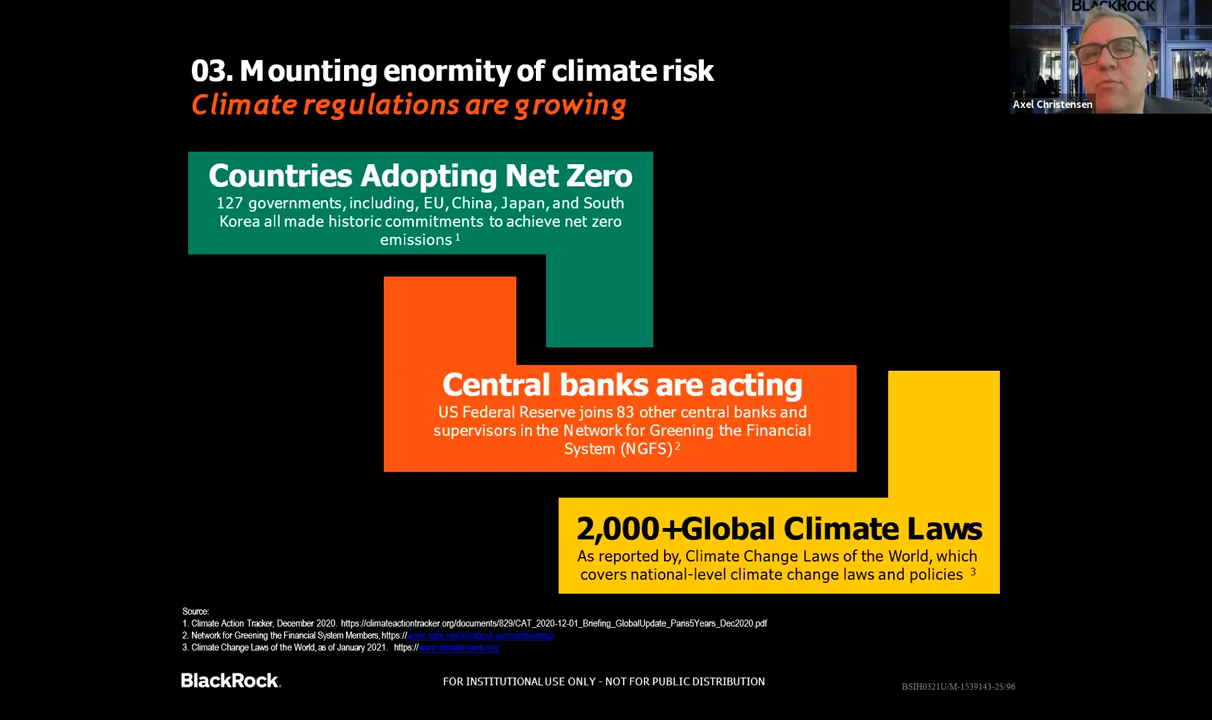 BLACKROCK
Axel Christensen
03. Mounting enormity of climate risk
Climate regulations are growing
Countries Adopting Net Zero
127 governments, including, EU, China, Japan, and South
Korea all made historic commitments to achieve net zero
emissions 1
Central banks are acting
US Federal Reserve joins 83 other central banks and
supervisors in the Network for Greening the Financial
System (NGFS) 2
2,000+Global Climate Laws
As reported by, Climate Change Laws of the World, which
covers national-level climate change laws and policies 3
Source:
1. Climate Action Tracker, December 2020. https://climateactiontracker.org/documents/829/CAT_2020-12-01_Briefing_GlobalUpdate_Paris5Years_Dec2020.pdf
2. Network for Greening the Financial System Members, https://
3. Climate Change Laws of the World, as of January 2021. https://
BlackRock.
FOR INSTITUTIONAL USE ONLY - NOT FOR PUBLIC DISTRIBUTION
BSIH0321U/M-1539143-25/96